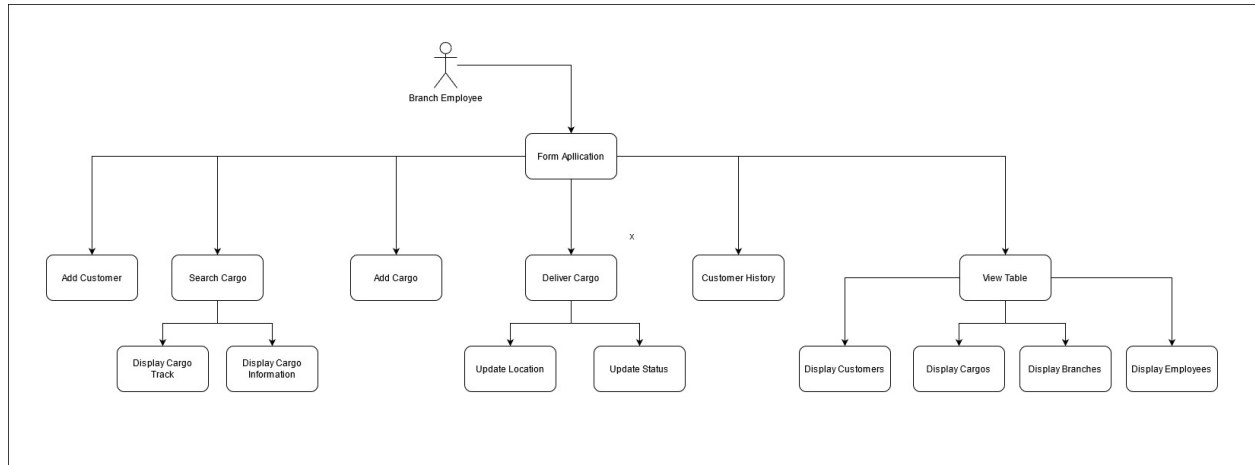 Branch Employee
Form Apllication
x
Add Customer
Search Cargo
Add Cargo
Deliver Cargo
Customer History
View Table
Display Cargo
Track
Display Cargo
Information
Update Location
Update Status
Display Customers
Display Cargos
Display Branches
Display Employees